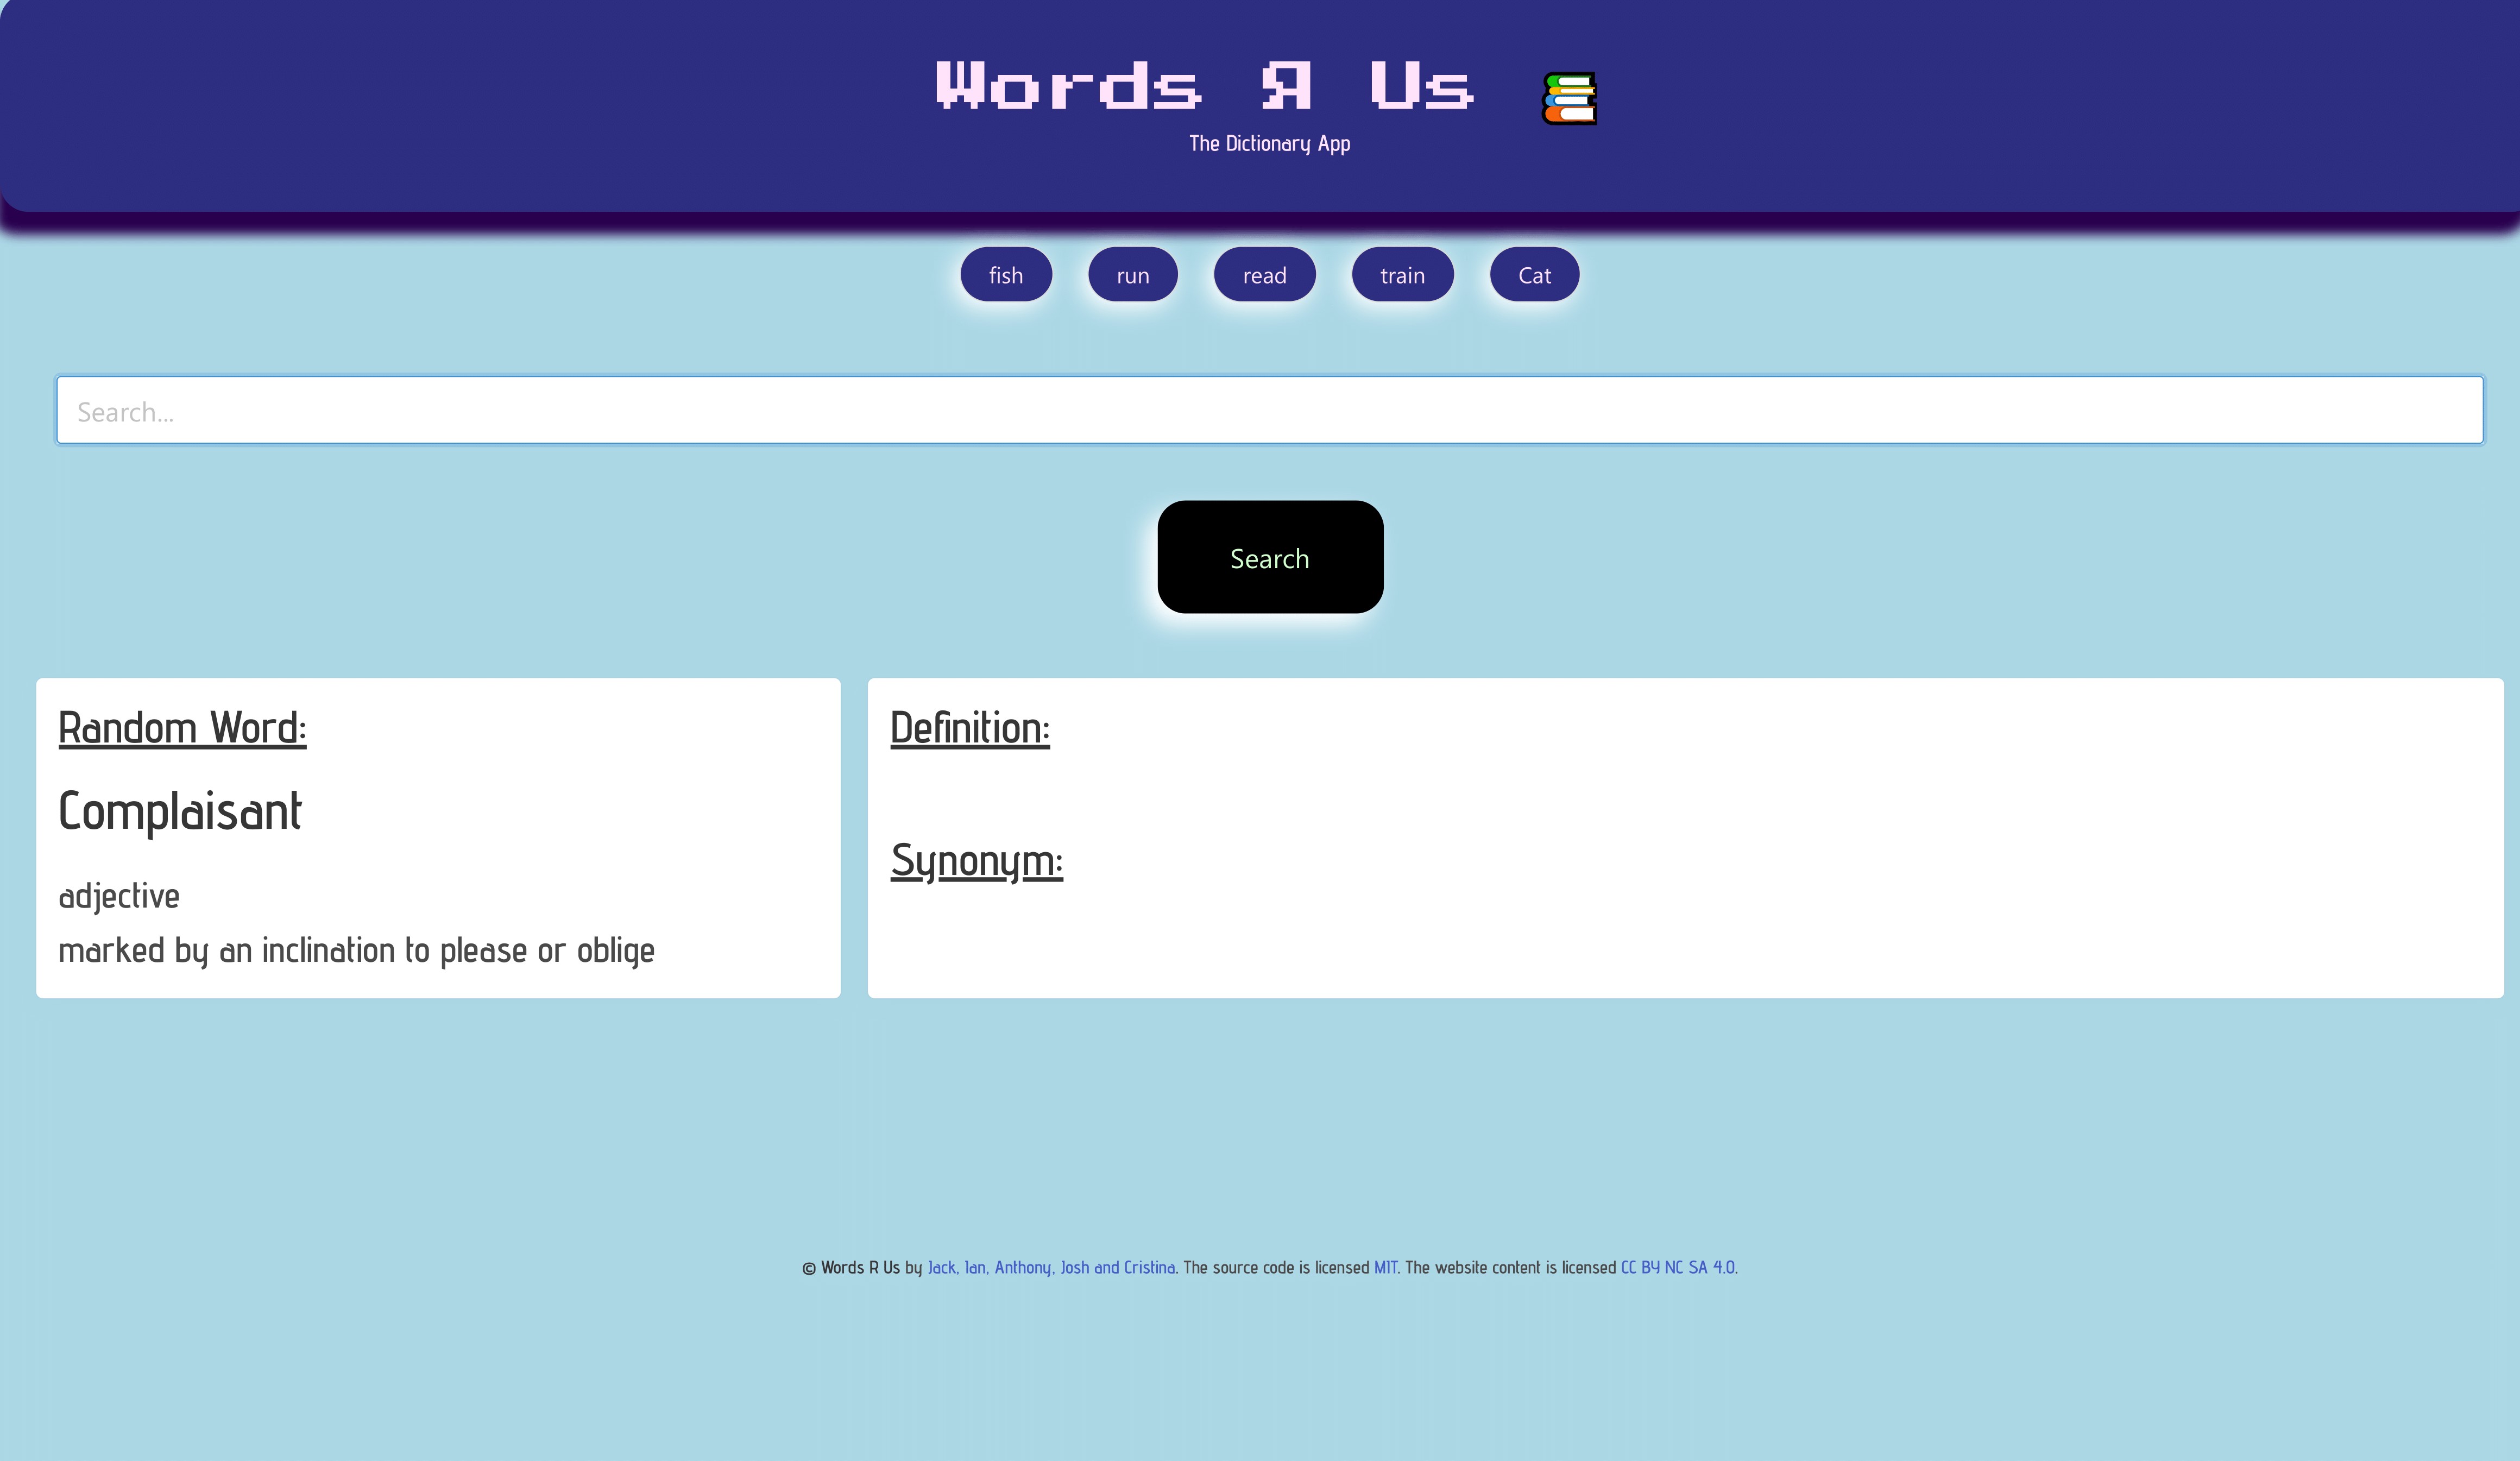 Words Я Us
The Dictionary App
fish
run
read
train
Cat
Search...
Search
Random Word:
Complaisant
adjective
marked by an inclination to please or oblige
Definition:
Synonym:
© Words R Us by Jack, Ian, Anthony, Josh and Cristina. The source code is licensed MIT. The website content is licensed CC BY NC SA 4.0.